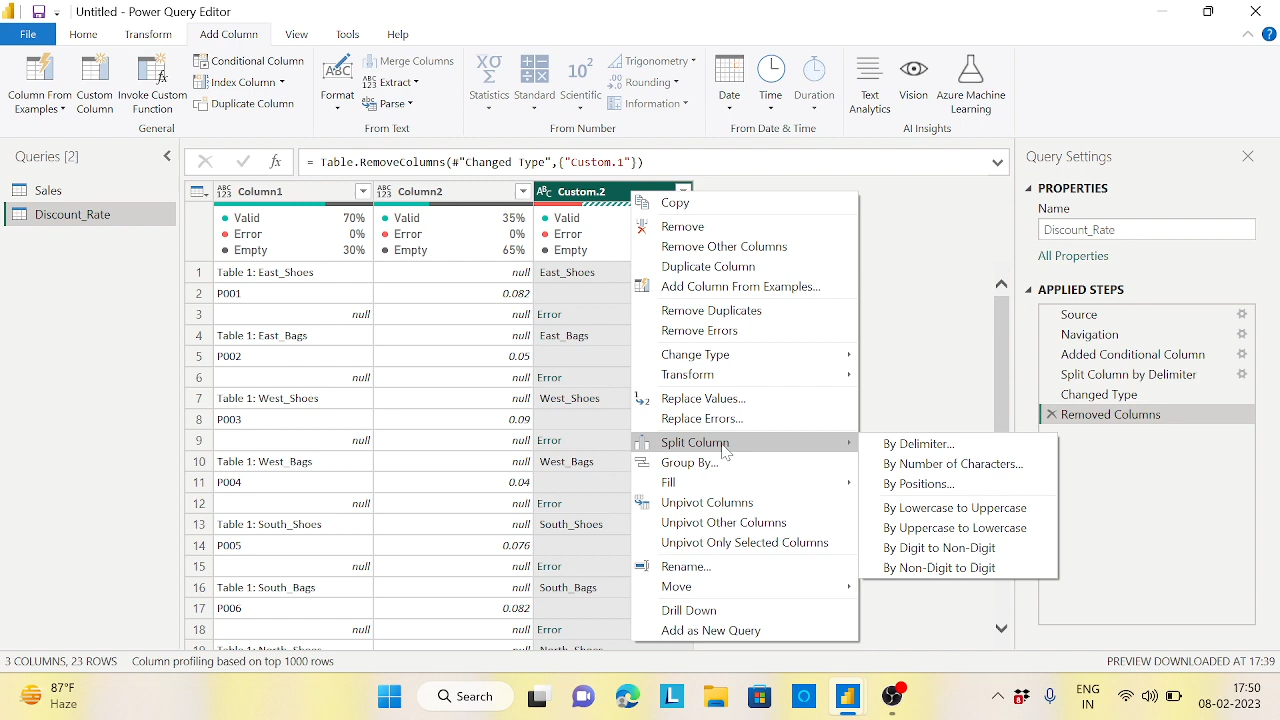 Untitled - Power Query Editor
File Home Transform Add Column View Tools Help
Column From Examples
Custom Column
Invoke Custom Function
Conditional Column
Index Column
Duplicate Column
General
Format
Merge Columns
Extract
Parse
From Text
Statistics
Standard
Scientific
Trigonometry
Rounding
Information
From Number
Date
Time
Duration
From Date & Time
Text Analytics
Vision
Azure Machine Learning
AI Insights
Queries [2]
Sales
Discount_Rate
= Table.RemoveColumns(#"Changed Type",{"Custom.1"})
Column1 Column2 Custom.2
Valid 70% Valid 35% Valid
Error 0% Error 0% Error
Empty 30% Empty 65% Empty
1 Table 1: East_Shoes null East_Shoes
2 P001 0.082
3 null null Error
4 Table 1: East_Bags null East_Bags
5 P002 0.05
6 null null Error
7 Table 1: West_Shoes null West_Shoes
8 P003 0.09
9 null null Error
10 Table 1: West_Bags null West_Bags
11 P004 0.04
12 null null Error
13 Table 1: South_Shoes null South_Shoes
14 P005 0.076
15 null null Error
16 Table 1: South_Bags null South_Bags
17 P006 0.082
18 null null Error
Copy
Remove
Remove Other Columns
Duplicate Column
Add Column From Examples...
Remove Duplicates
Remove Errors
Change Type
Transform
Replace Values...
Replace Errors...
Split Column
Group By...
Fill
Unpivot Columns
Unpivot Other Columns
Unpivot Only Selected Columns
Rename...
Move
Drill Down
Add as New Query
By Delimiter...
By Number of Characters...
By Positions...
By Lowercase to Uppercase
By Uppercase to Lowercase
By Digit to Non-Digit
By Non-Digit to Digit
Query Settings
PROPERTIES
Name
Discount_Rate
All Properties
APPLIED STEPS
Source
Navigation
Added Conditional Column
Split Column by Delimiter
Changed Type
Removed Columns
3 COLUMNS, 23 ROWS Column profiling based on top 1000 rows PREVIEW DOWNLOADED AT 17:39
87°F
Haze
Search
ENG
IN
17:50
08-02-2023